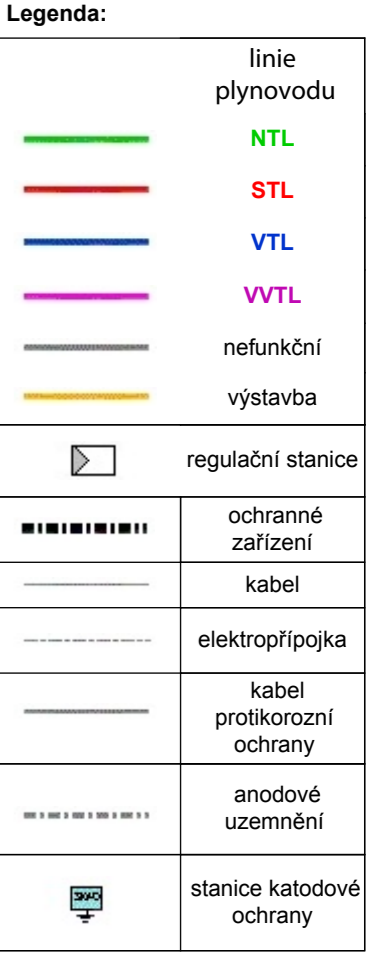 Legenda:
linie
plynovodu
NTL
STL
VTL
VVTL
nefunkční
výstavba
regulační stanice
ochranné
zařízení
kabel
elektropřípojka
kabel
protikorozní
ochrany
anodové
uzemnění
stanice katodové
ochrany